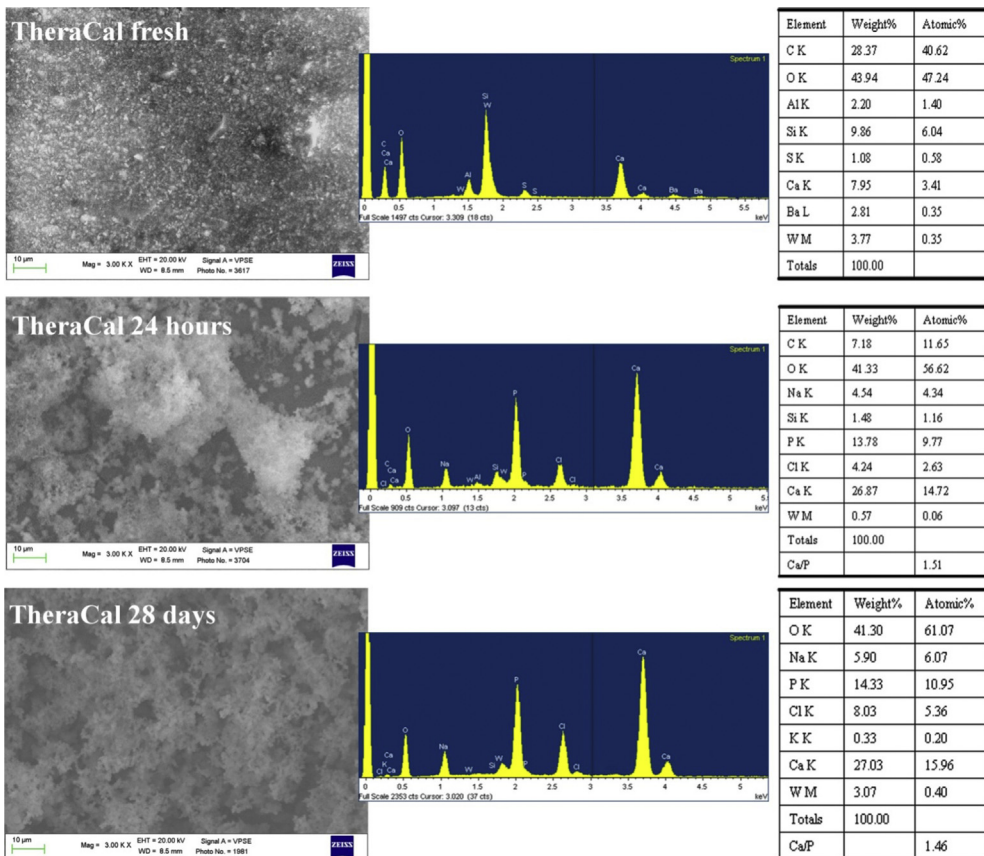 TheraCal fresh
10 µm
Mag = 3.00 K X
EHT = 20.00 kV
Signal A = VPSE
WD = 8.5 mm
Photo No. = 3617
ZEISS
Spectrum 1
C
Ca
Ca
O
W
Al
Si
W
S
S
Ca
Ca
Ba
Ba
0 0.5 1 1.5 2 2.5 3 3.5 4 4.5 5 5.5
Full Scale 1497 cts Cursor: 3.309 (18 cts)
keV
Element Weight% Atomic%
C K 28.37 40.62
O K 43.94 47.24
Al K 2.20 1.40
Si K 9.86 6.04
S K 1.08 0.58
Ca K 7.95 3.41
Ba L 2.81 0.35
W M 3.77 0.35
Totals 100.00
TheraCal 24 hours
10 µm
Mag = 3.00 K X
EHT = 20.00 kV
Signal A = VPSE
WD = 8.5 mm
Photo No. = 3704
ZEISS
Spectrum 1
C
Ca
Cl Ca
O
Na
W
Al
Si
W
P
P
Cl
Cl
Ca
Ca
0 0.5 1 1.5 2 2.5 3 3.5 4 4.5 5 5.
Full Scale 909 cts Cursor: 3.097 (13 cts)
keV
Element Weight% Atomic%
C K 7.18 11.65
O K 41.33 56.62
Na K 4.54 4.34
Si K 1.48 1.16
P K 13.78 9.77
Cl K 4.24 2.63
Ca K 26.87 14.72
W M 0.57 0.06
Totals 100.00
Ca/P 1.51
TheraCal 28 days
10 µm
Mag = 3.00 K X
EHT = 20.00 kV
Signal A = VPSE
WD = 8.5 mm
Photo No. = 1981
ZEISS
Spectrum 1
Ca
K
Cl Ca
O
Na
W
Si
W
P
P
Cl
Cl
Ca
Ca
0 0.5 1 1.5 2 2.5 3 3.5 4 4.5 5
Full Scale 2353 cts Cursor: 3.020 (37 cts)
keV
Element Weight% Atomic%
O K 41.30 61.07
Na K 5.90 6.07
P K 14.33 10.95
Cl K 8.03 5.36
K K 0.33 0.20
Ca K 27.03 15.96
W M 3.07 0.40
Totals 100.00
Ca/P 1.46